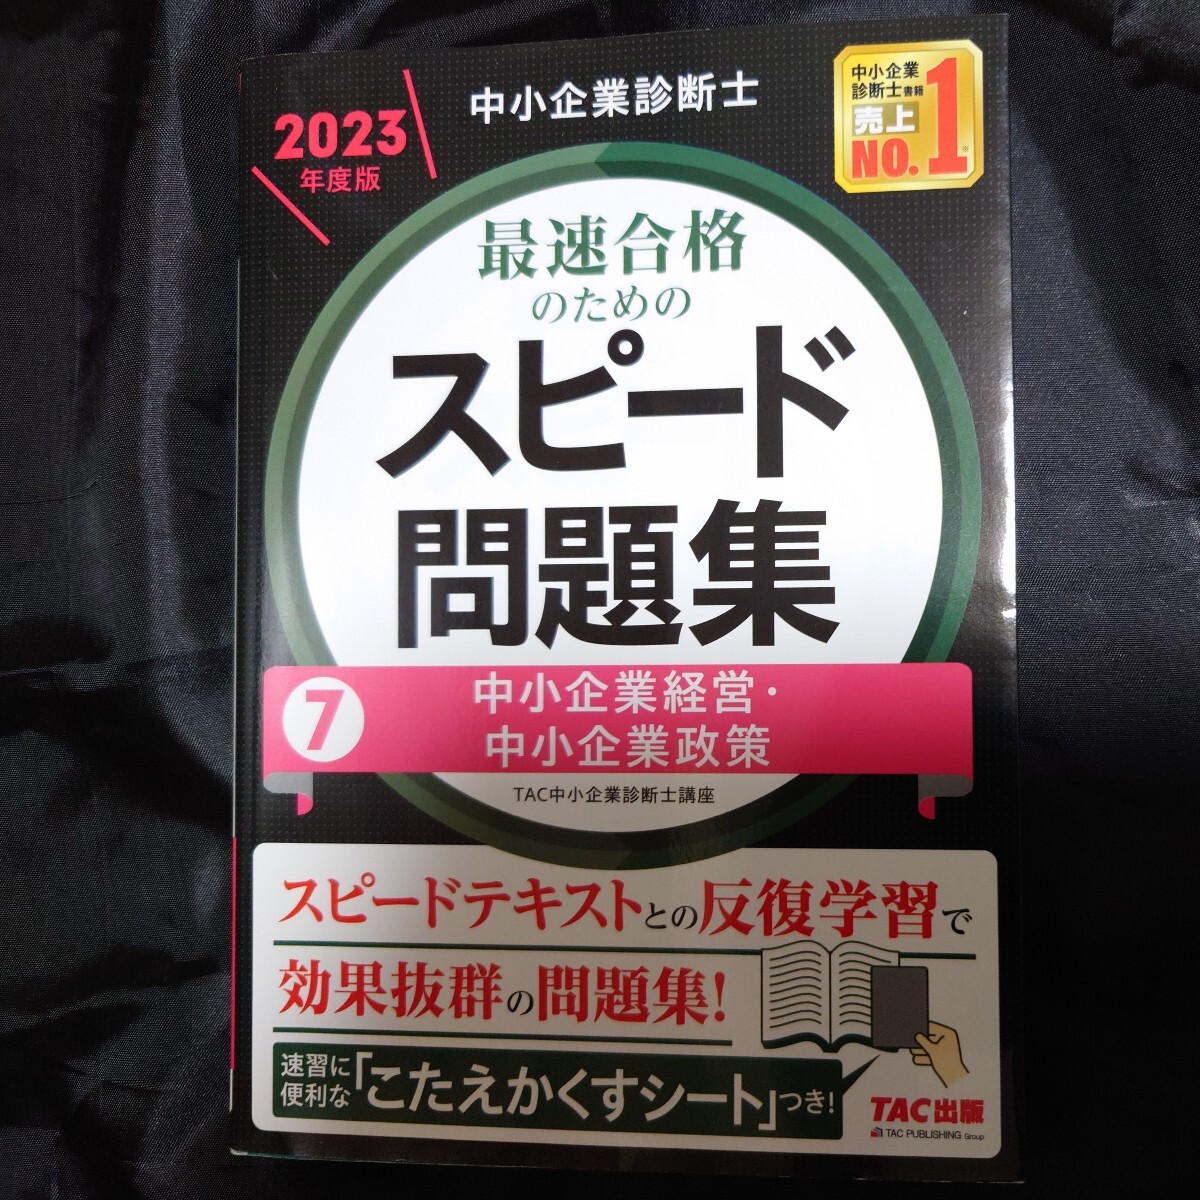 2023
年度版
中小企業診断士
中小企業
診断士書籍
売上
NO.1※
最速合格
のための
スピード
問題集
7
中小企業経営・
中小企業政策
TAC中小企業診断士講座
スピードテキストとの反復学習で
効果抜群の問題集!
速習に
便利な「こたえかくすシート」つき!
TAC出版
TAC PUBLISHING Group